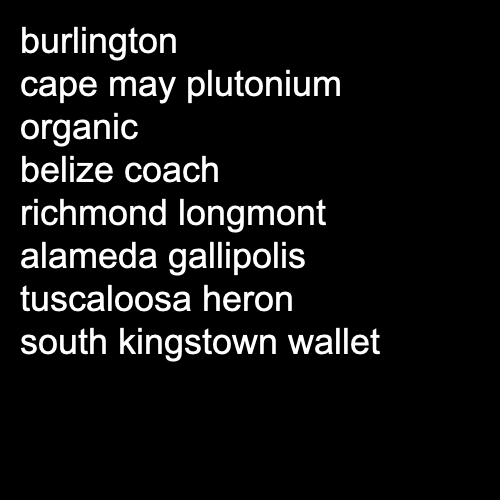 burlington
cape may plutonium
organic
belize coach
richmond longmont
alameda gallipolis
tuscaloosa heron
south kingstown wallet